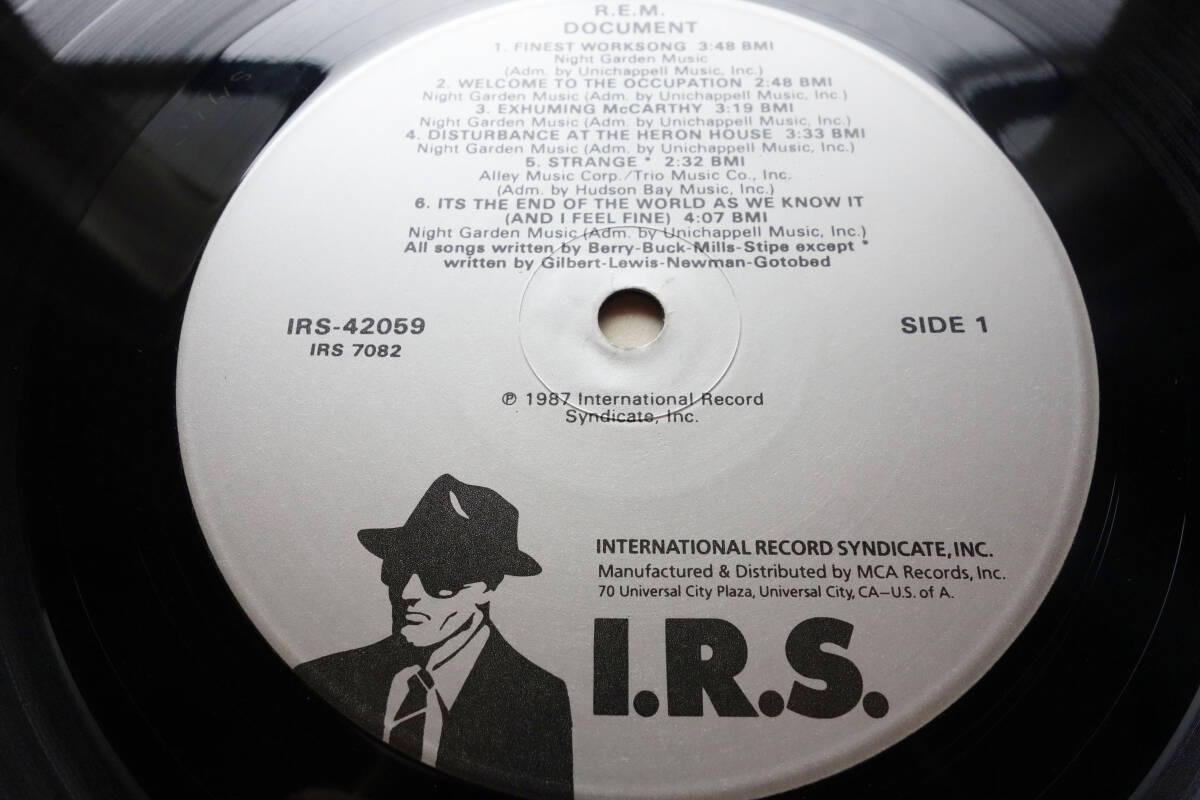 R.E.M.
DOCUMENT
1. FINEST WORKSONG 3:48 BMI
Night Garden Music
(Adm. by Unichappell Music, Inc.)
2. WELCOME TO THE OCCUPATION 2:48 BMI
Night Garden Music (Adm. by Unichappell Music, Inc.)
3. EXHUMING McCARTHY 3:19 BMI
Night Garden Music (Adm. by Unichappell Music, Inc.)
4. DISTURBANCE AT THE HERON HOUSE 3:33 BMI
Night Garden Music (Adm. by Unichappell Music, Inc.)
5. STRANGE * 2:32 BMI
Alley Music Corp./Trio Music Co., Inc.
(Adm. by Hudson Bay Music, Inc.)
6. ITS THE END OF THE WORLD AS WE KNOW IT
(AND I FEEL FINE) 4:07 BMI
Night Garden Music (Adm. by Unichappell Music, Inc.)
All songs written by Berry-Buck-Mills-Stipe except *
written by Gilbert-Lewis-Newman-Gotobed
IRS-42059
IRS 7082
SIDE 1
℗ 1987 International Record
Syndicate, Inc.
INTERNATIONAL RECORD SYNDICATE, INC.
Manufactured & Distributed by MCA Records, Inc.
70 Universal City Plaza, Universal City, CA–U.S. of A.
I.R.S.